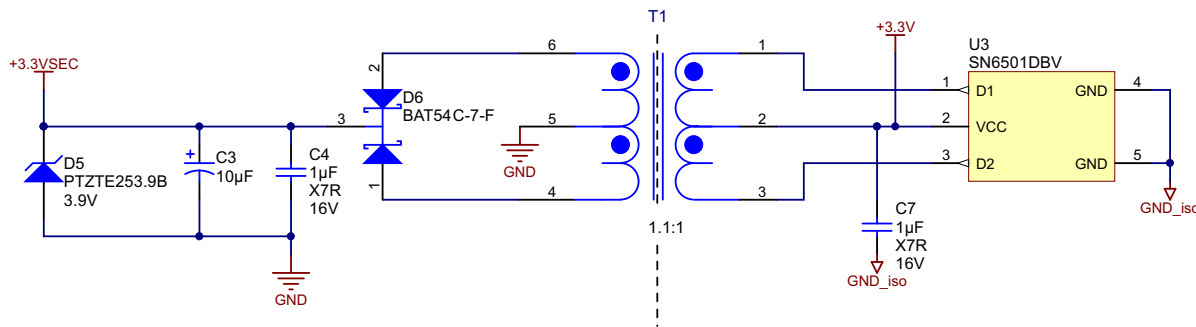 T1
+3.3VSEC
D5
PTZTE253.9B
3.9V
+
C3
10µF
C4
1µF
X7R
16V
GND
3
2
1
D6
BAT54C-7-F
6
5
4
GND
1.1:1
1
2
3
+3.3V
C7
1µF
X7R
16V
GND_iso
U3
SN6501DBV
1
2
3
D1
VCC
D2
GND
GND
4
5
GND_iso